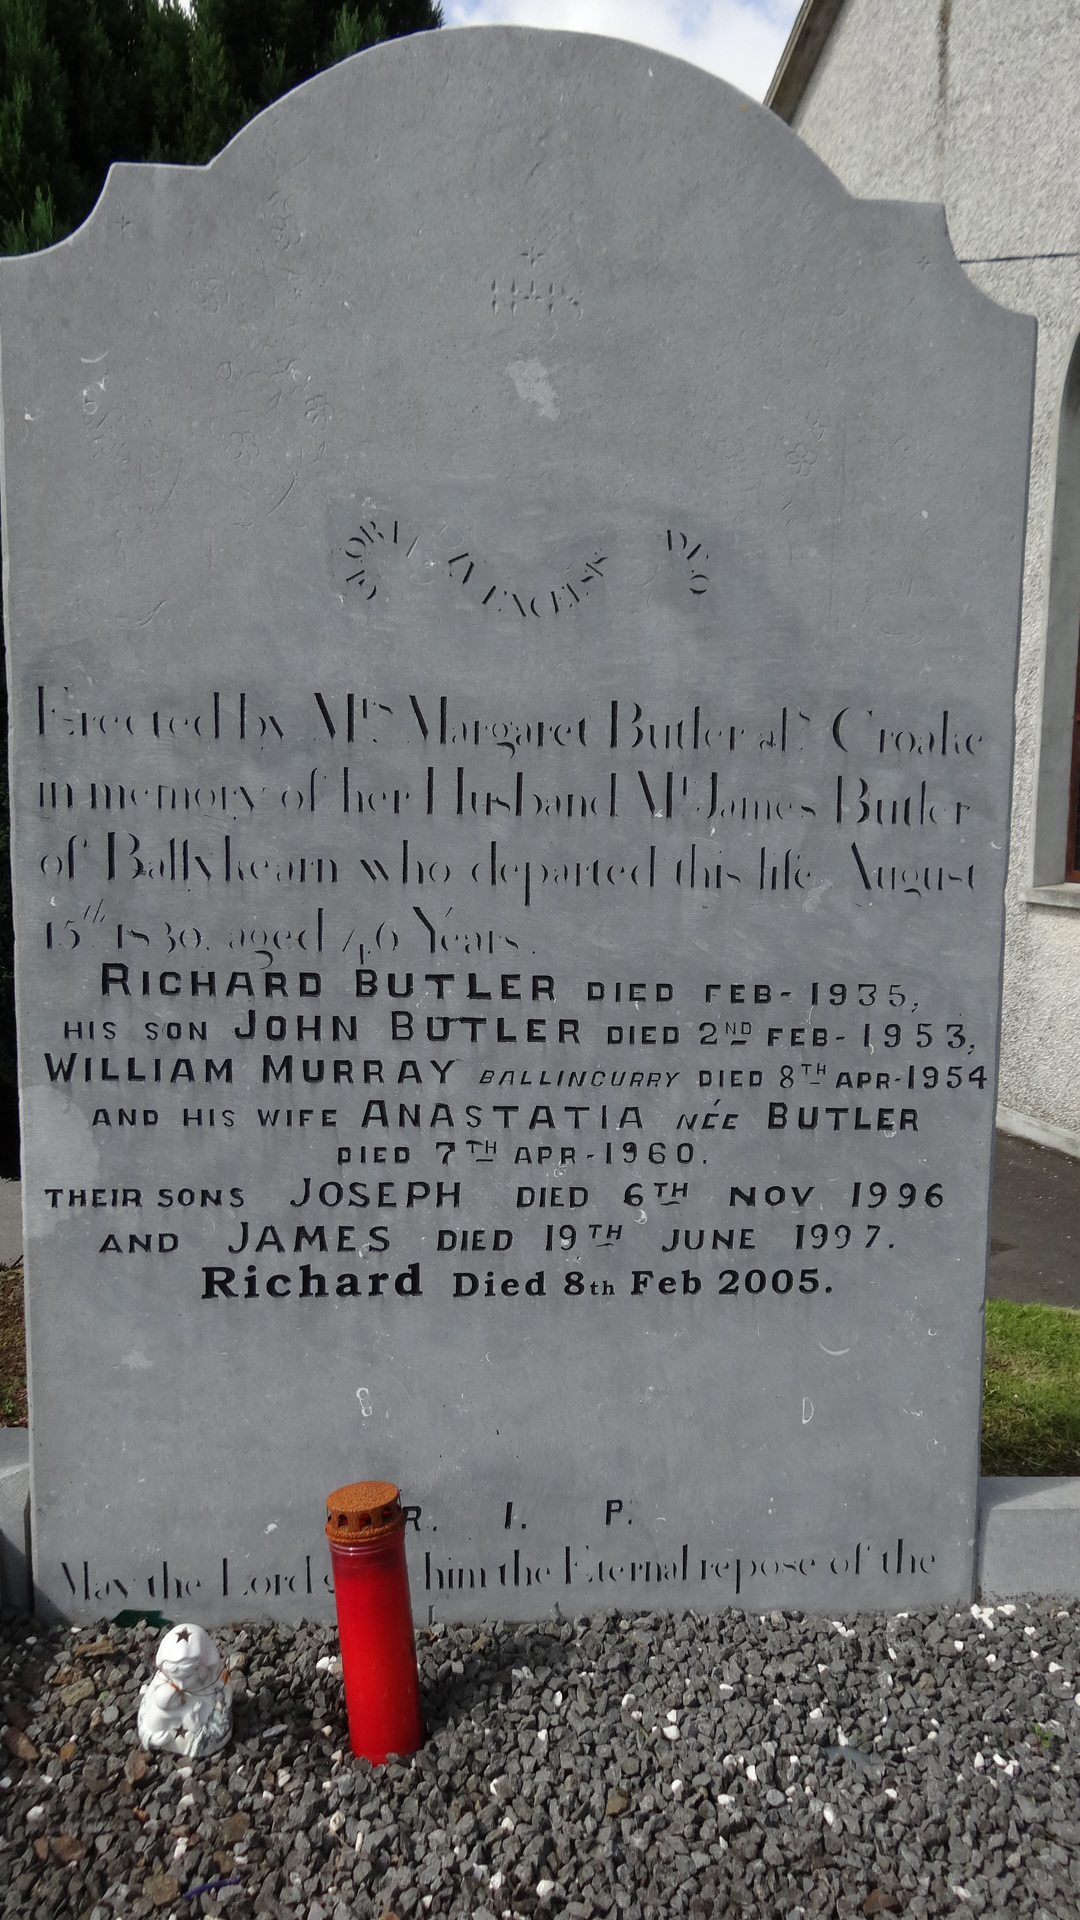 IHS
GLORIA IN EXCELSIS DEO
Erected by Mrs Margaret Butler als Croake
in memory of her Husband Mr James Butler
of Ballykearn who departed this life August
15th 1830. aged 46 Years.
RICHARD BUTLER DIED FEB - 1935,
HIS SON JOHN BUTLER DIED 2ND FEB - 1953,
WILLIAM MURRAY BALLINCURRY DIED 8TH APR - 1954
AND HIS WIFE ANASTATIA NÉE BUTLER
DIED 7TH APR - 1960.
THEIR SONS JOSEPH DIED 6TH NOV 1996
AND JAMES DIED 19TH JUNE 1997.
Richard Died 8th Feb 2005.
R. I. P.
May the Lord him the Eternal repose of the